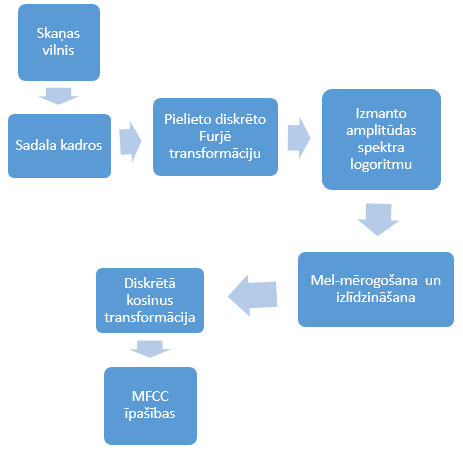 Skaņas
vilnis
Sadala kadros
Pielieto diskrēto
Furjē
transformāciju
Izmanto
amplitūdas
spektra
logoritmu
Mel-mērogošana un
izlīdzināšana
Diskrētā
kosinus
transformācija
MFCC
īpašības